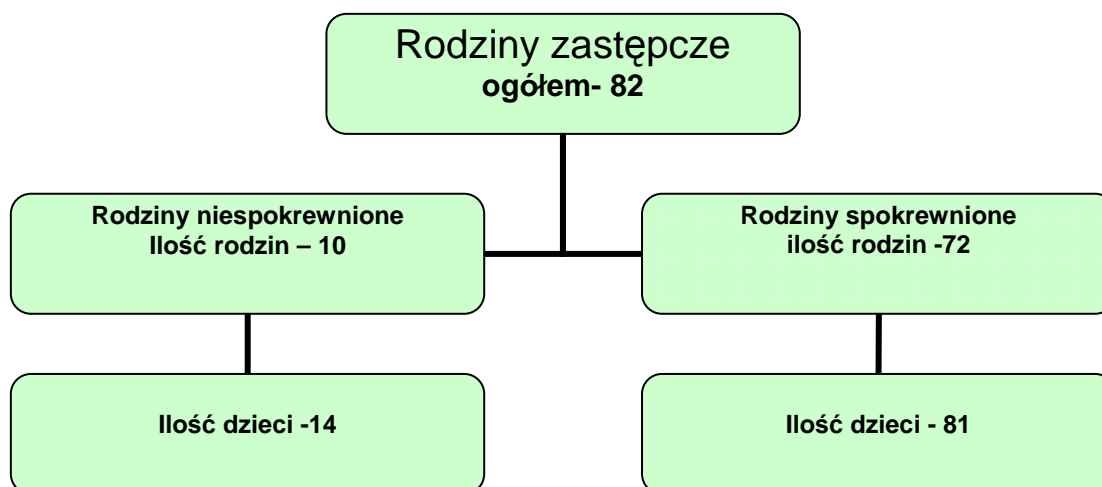 Rodziny zastępcze
ogółem- 82
Rodziny niespokrewnione
Ilość rodzin – 10
Rodziny spokrewnione
ilość rodzin -72
Ilość dzieci -14
Ilość dzieci - 81